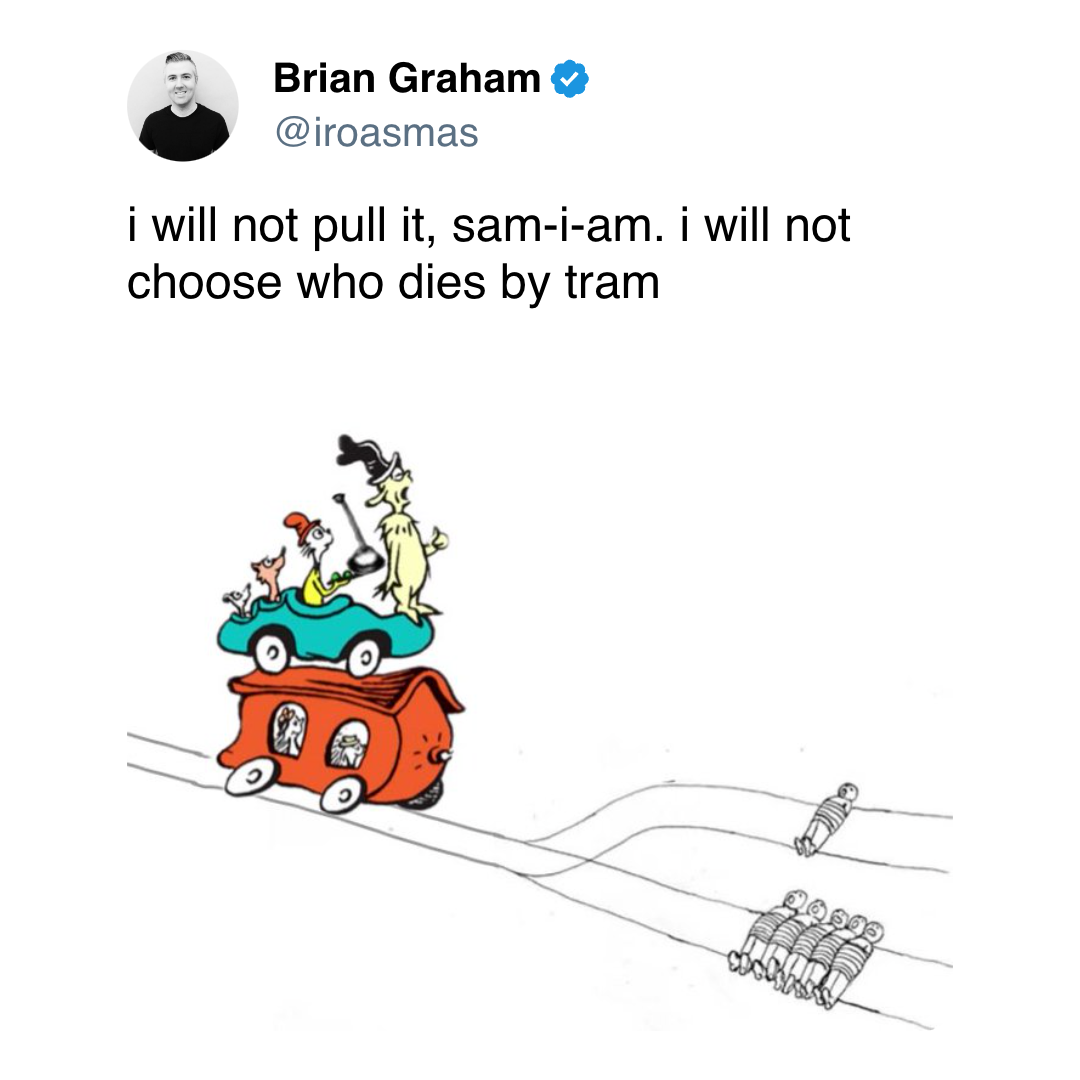 Brian Graham
@iroasmas
i will not pull it, sam-i-am. i will not
choose who dies by tram